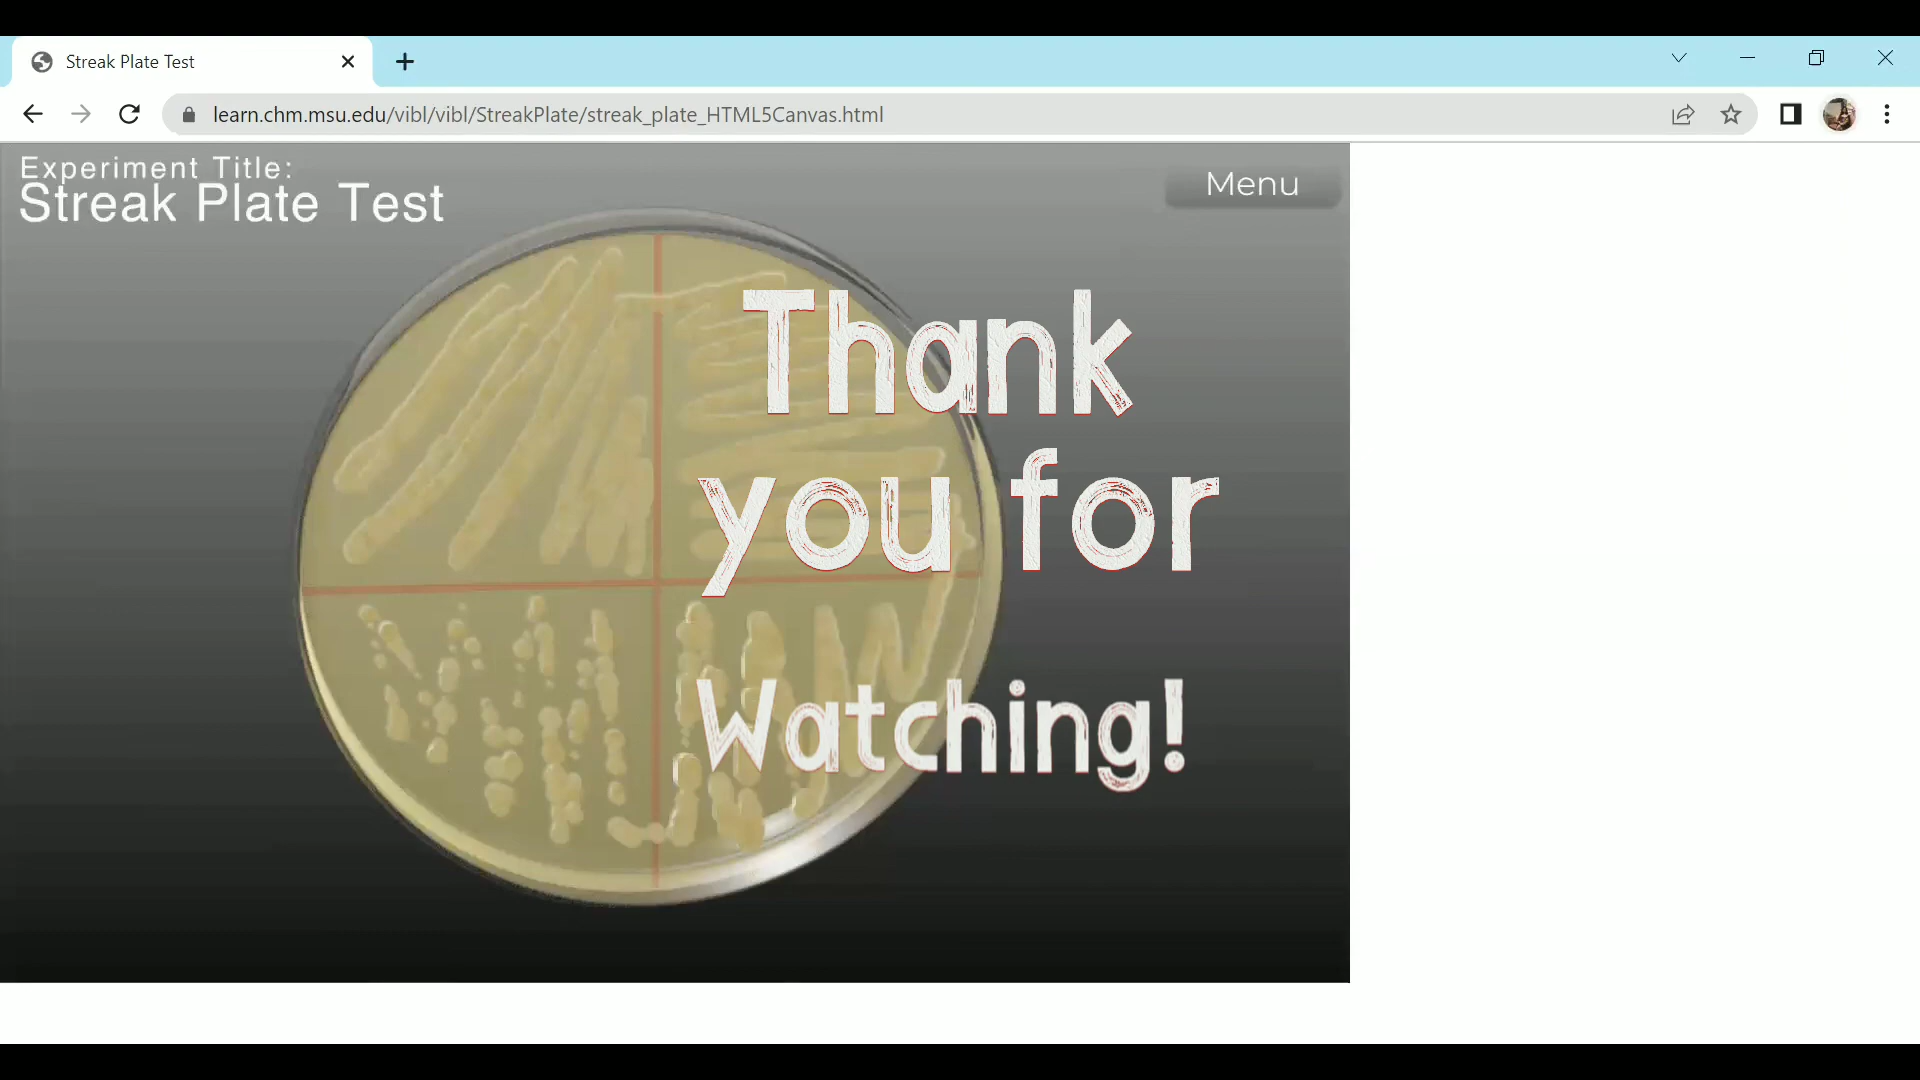 Streak Plate Test
learn.chm.msu.edu/vibl/vibl/StreakPlate/streak_plate_HTML5Canvas.html
Experiment Title:
Streak Plate Test
Menu
Thank
you for
Watching!